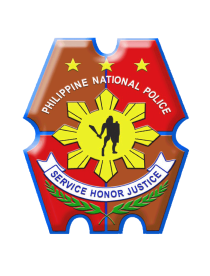 PHILIPPINE NATIONAL POLICE
SERVICE HONOR JUSTICE